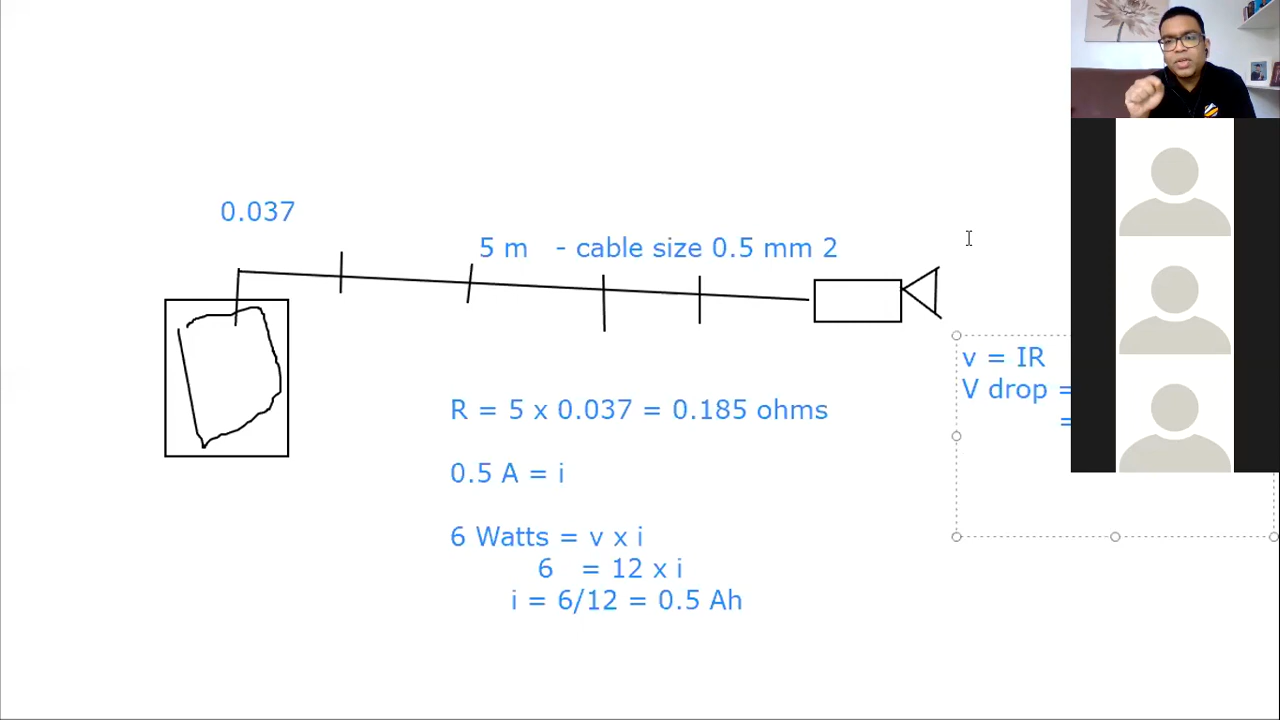 0.037
5 m - cable size 0.5 mm 2
v = IR
V drop =
=
R = 5 x 0.037 = 0.185 ohms
0.5 A = i
6 Watts = v x i
6 = 12 x i
i = 6/12 = 0.5 Ah